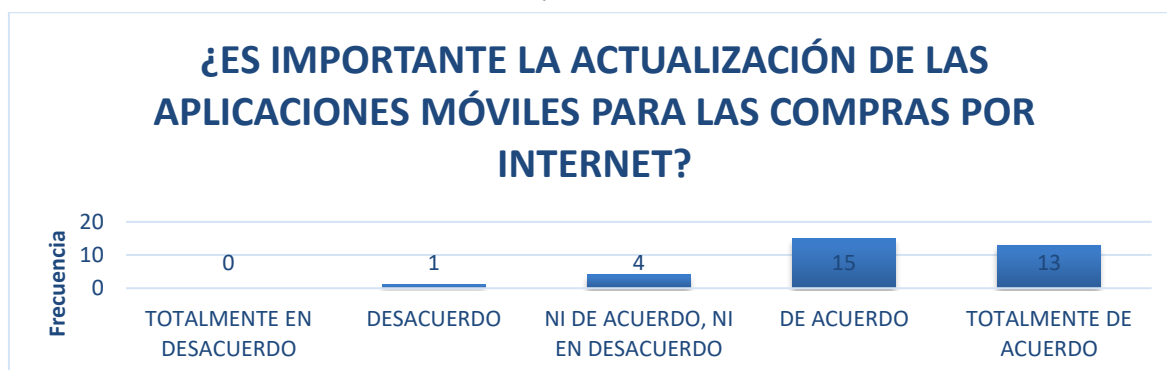 ¿ES IMPORTANTE LA ACTUALIZACIÓN DE LAS
APLICACIONES MÓVILES PARA LAS COMPRAS POR
INTERNET?
Frecuencia
20
10
0
0
1
4
15
13
TOTALMENTE EN
DESACUERDO
DESACUERDO
NI DE ACUERDO, NI
EN DESACUERDO
DE ACUERDO
TOTALMENTE DE
ACUERDO